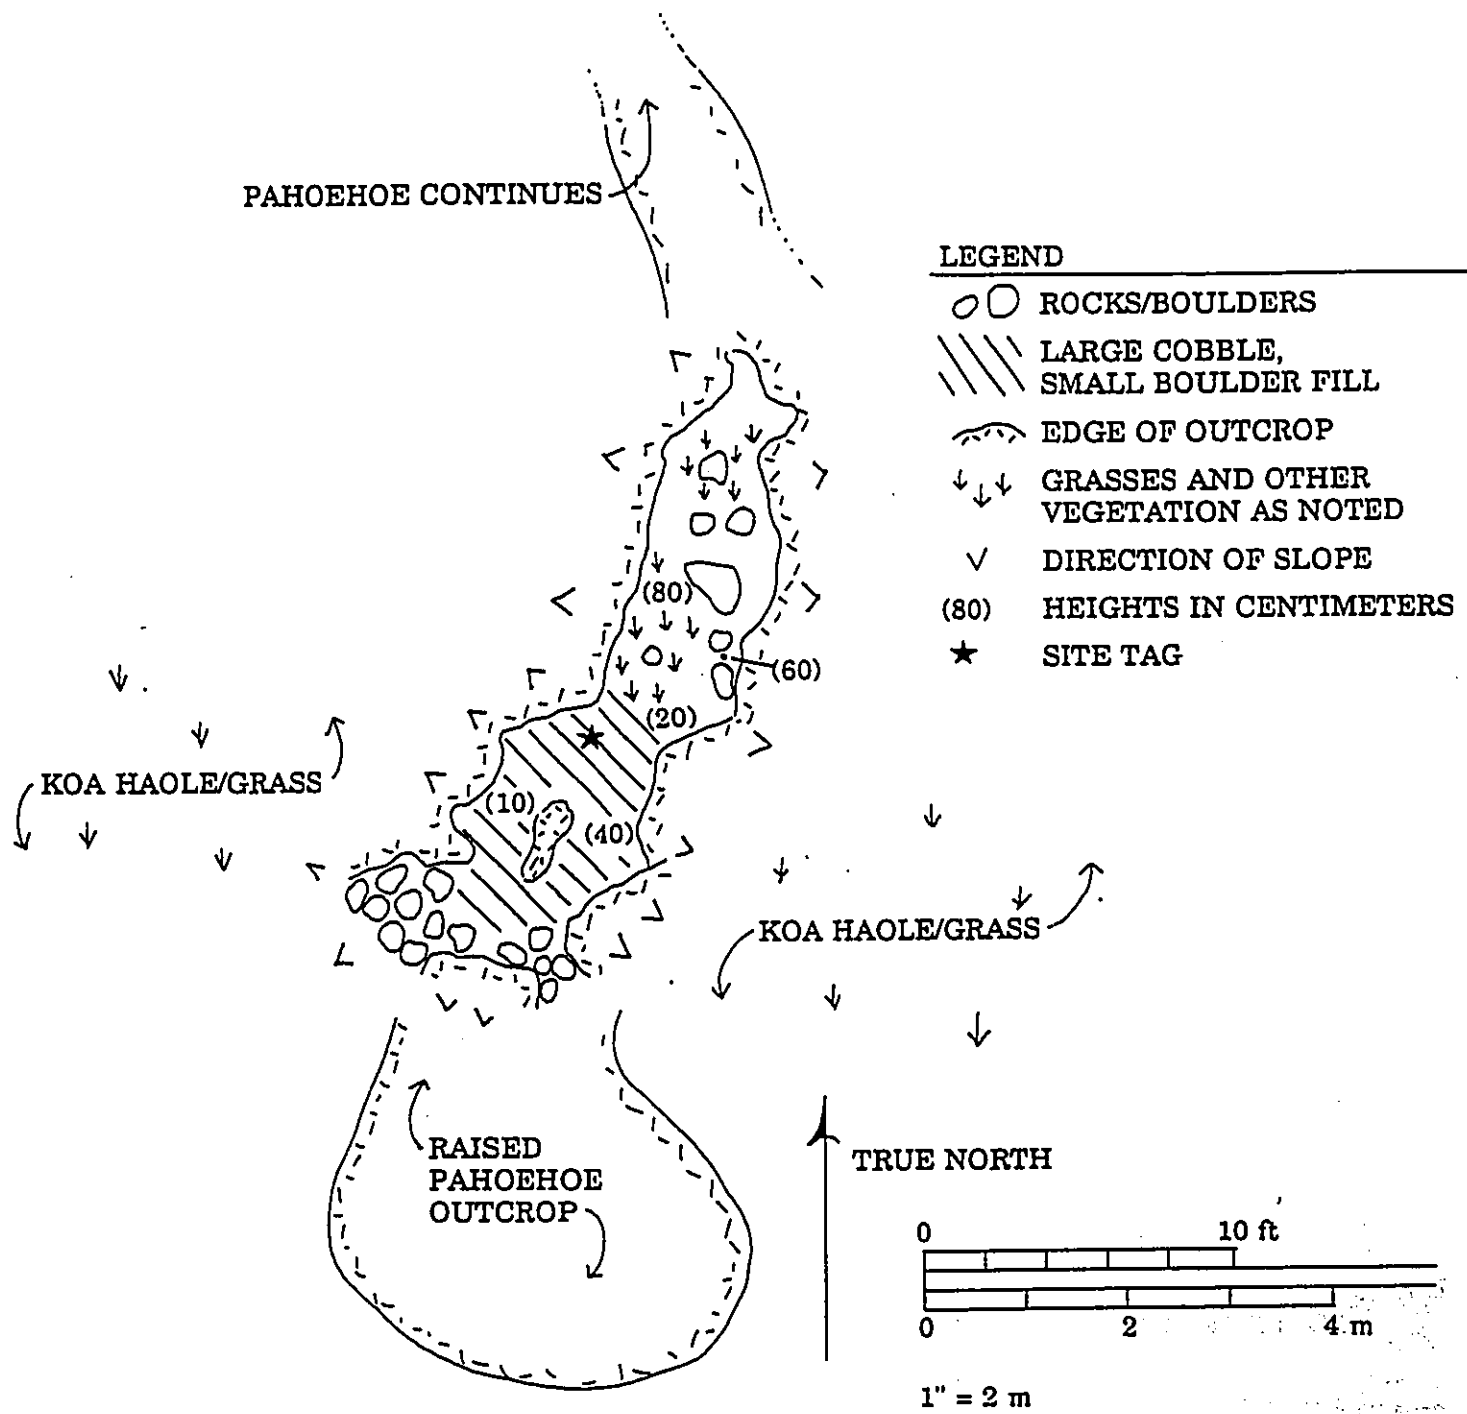 PAHOEHOE CONTINUES
LEGEND
ROCKS/BOULDERS
LARGE COBBLE,
SMALL BOULDER FILL
EDGE OF OUTCROP
GRASSES AND OTHER
VEGETATION AS NOTED
DIRECTION OF SLOPE
(80) HEIGHTS IN CENTIMETERS
SITE TAG
(80)
(60)
(20)
KOA HAOLE/GRASS
(10)
(40)
KOA HAOLE/GRASS
RAISED
PAHOEHOE
OUTCROP
TRUE NORTH
0 10 ft
0 2 4 m
1" = 2 m